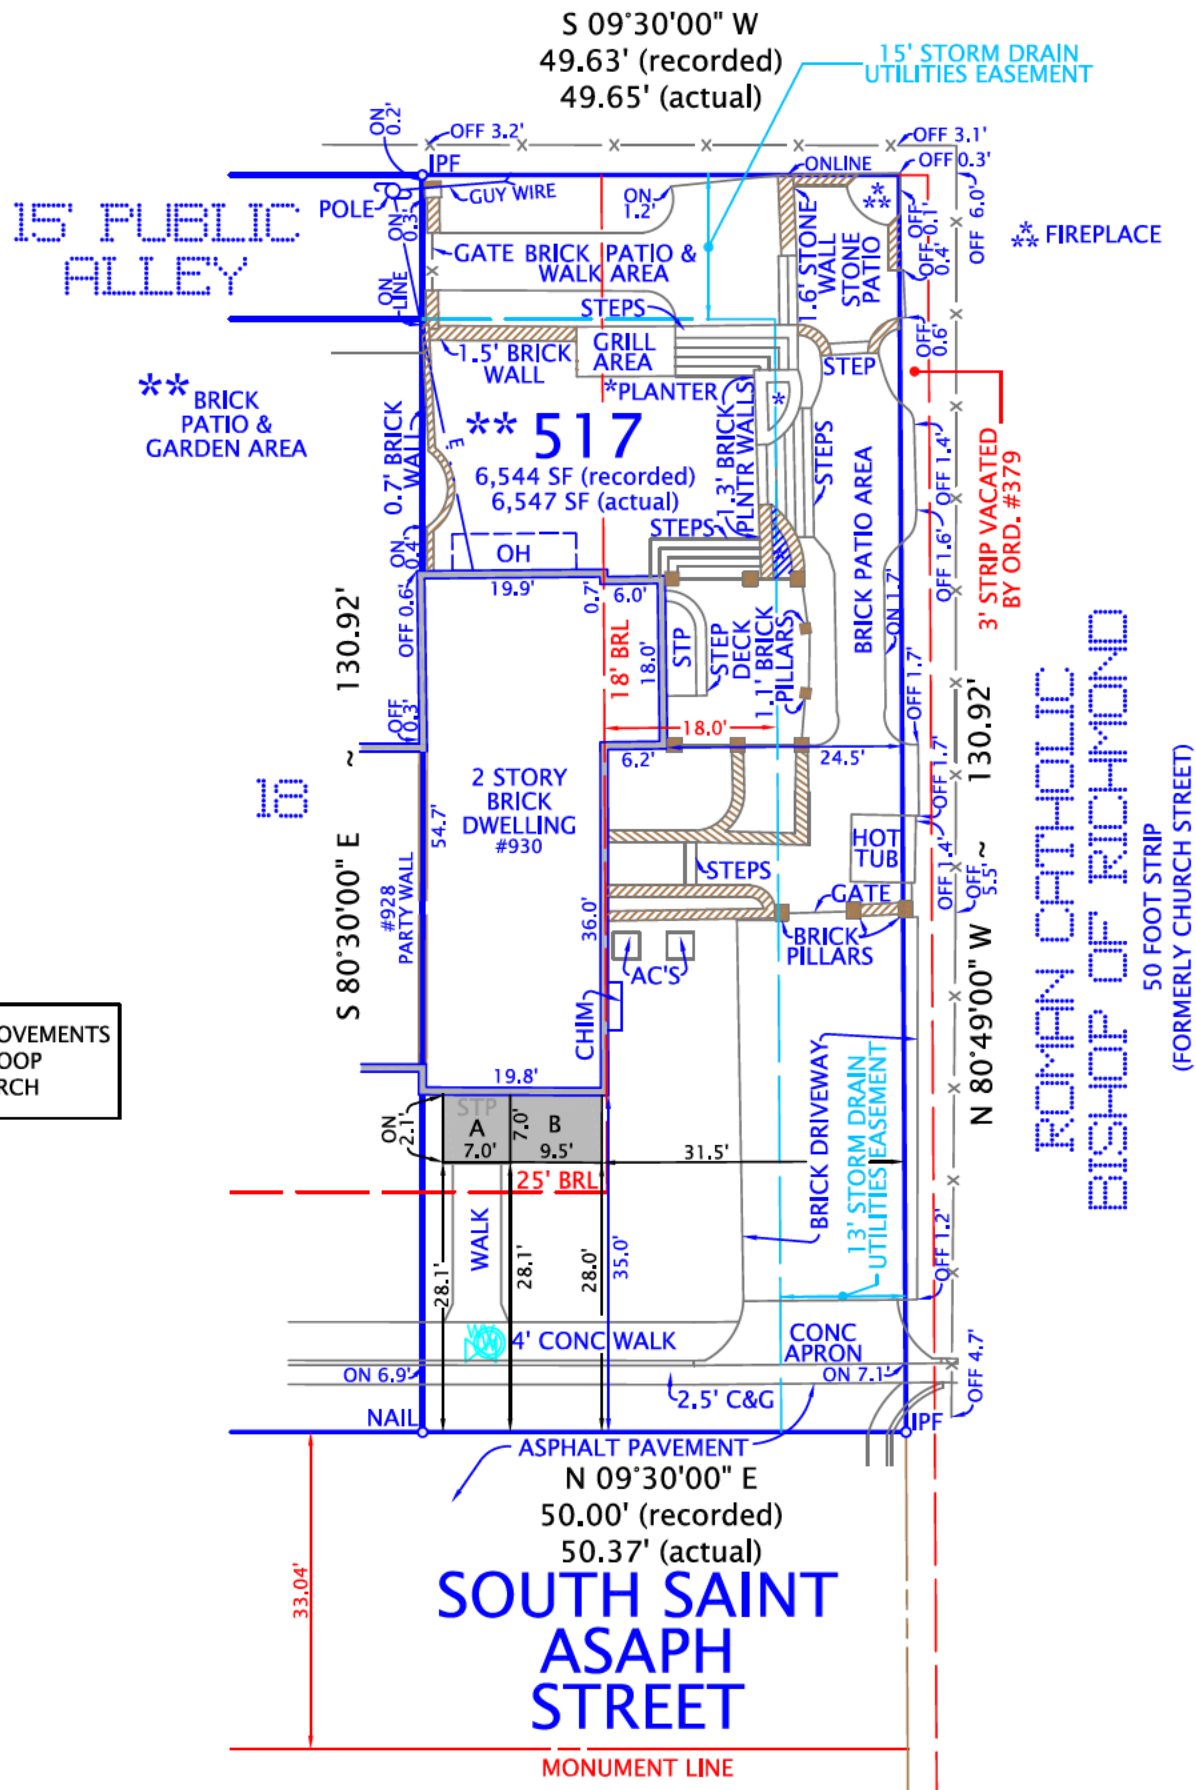 S 09°30'00" W
49.63' (recorded)
49.65' (actual)
15' STORM DRAIN
UTILITIES EASEMENT
ON
0.2'
OFF 3.2'
OFF 3.1'
IPF
ONLINE
OFF 0.3'
POLE
GUY WIRE
ON
0.3'
ON
1.2'
15' PUBLIC
ALLEY
GATE
BRICK PATIO &
WALK AREA
1.6' STONE
WALL
STONE
PATIO
**
OFF
0.1'
OFF
0.4'
OFF 6.0'
** FIREPLACE
ON
-LINE
STEPS
GRILL
AREA
1.5' BRICK
WALL
*PLANTER
*
STEP
OFF
0.6'
** BRICK
PATIO &
GARDEN AREA
0.7' BRICK
WALL
E
** 517
6,544 SF (recorded)
6,547 SF (actual)
1.3' BRICK
PLNTR WALLS
STEPS
BRICK PATIO AREA
OFF 1.4'
3' STRIP VACATED
BY ORD. #379
ON
0.4'
STEPS
OH
*
OFF 1.6'
ON 1.7'
19.9'
0.7'
6.0'
OFF 0.6'
18' BRL
18.0'
STP
STEP
DECK
1.1' BRICK
PILLARS
OFF
0.3'
18.0'
OFF 1.7'
6.2'
24.5'
S 80°30'00" E ~ 130.92'
N 80°49'00" W ~ 130.92'
18
54.7'
2 STORY
BRICK
DWELLING
#930
#928
PARTY WALL
OFF 1.7'
HOT
TUB
OFF 1.4'
OFF
5.5'
STEPS
36.0'
GATE
BRICK
PILLARS
AC'S
CHIM
ROMAN CATHOLIC
BISHOP OF RICHMOND
50 FOOT STRIP
(FORMERLY CHURCH STREET)
OVEMENTS
OOP
RCH
19.8'
ON
2.1'
STP
A
7.0'
7.0'
B
9.5'
31.5'
BRICK DRIVEWAY
13' STORM DRAIN
UTILITIES EASEMENT
25' BRL
WALK
28.1'
28.1'
28.0'
35.0'
OFF 1.2'
W
W
4' CONC WALK
CONC
APRON
ON 6.9'
ON 7.1'
2.5' C&G
OFF 4.7'
NAIL
IPF
ASPHALT PAVEMENT
N 09°30'00" E
50.00' (recorded)
50.37' (actual)
33.04'
SOUTH SAINT
ASAPH
STREET
MONUMENT LINE